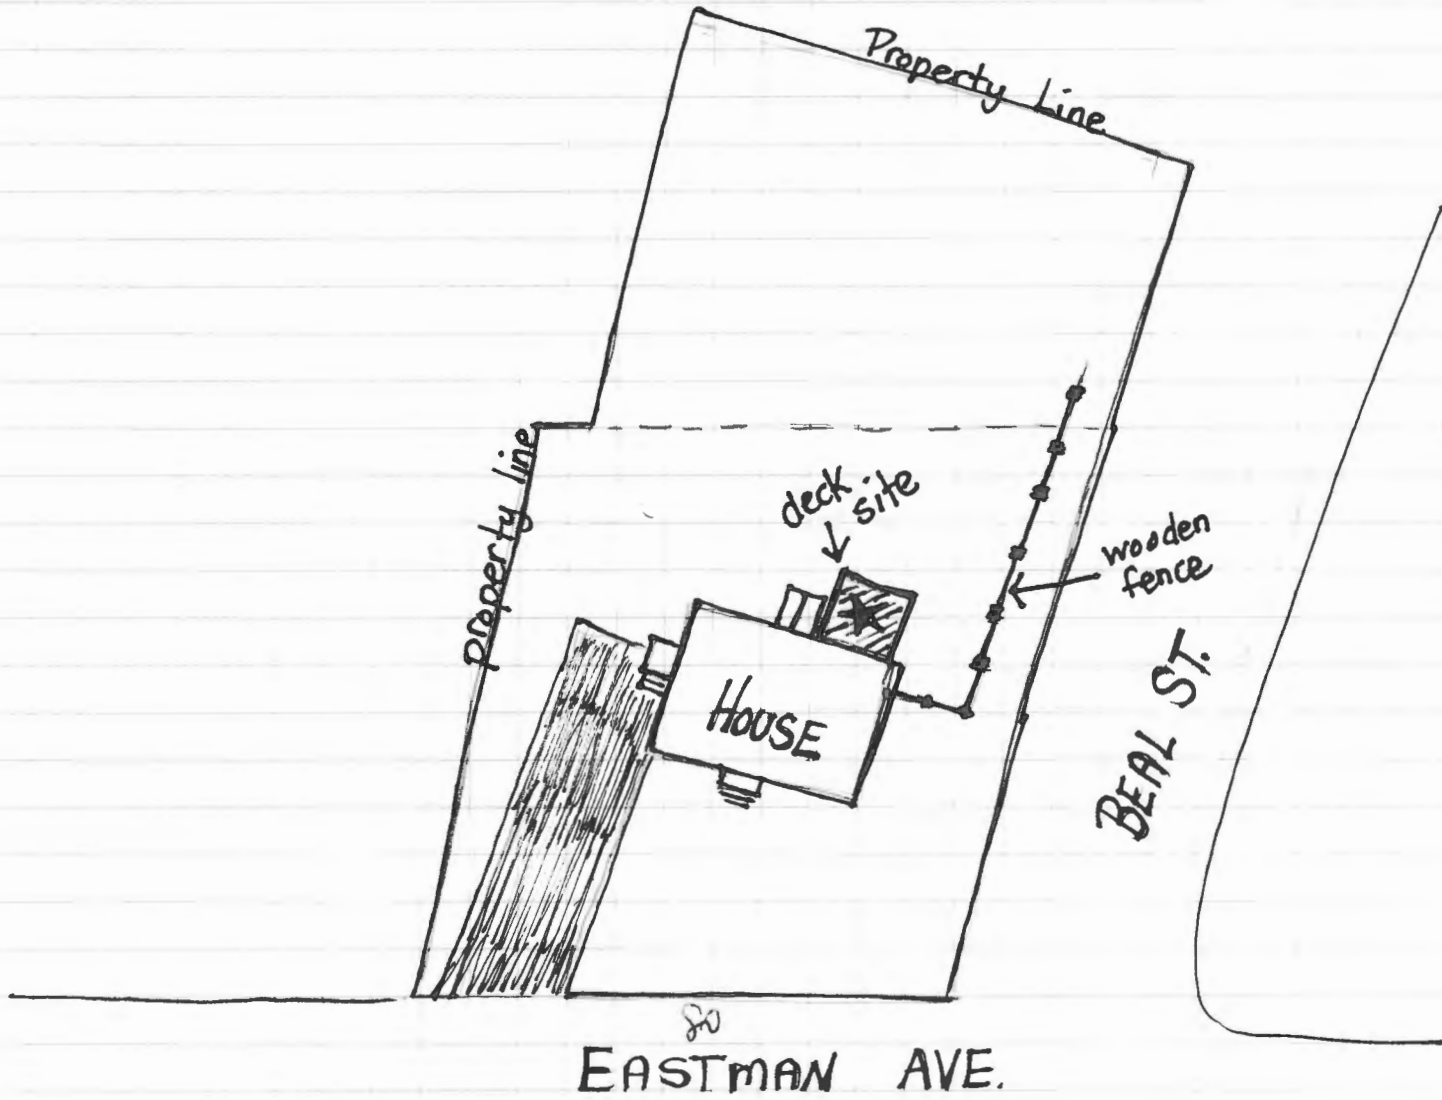 Property Line
property line
deck
site
wooden
fence
HOUSE
BEAL ST.
80
EASTMAN AVE.